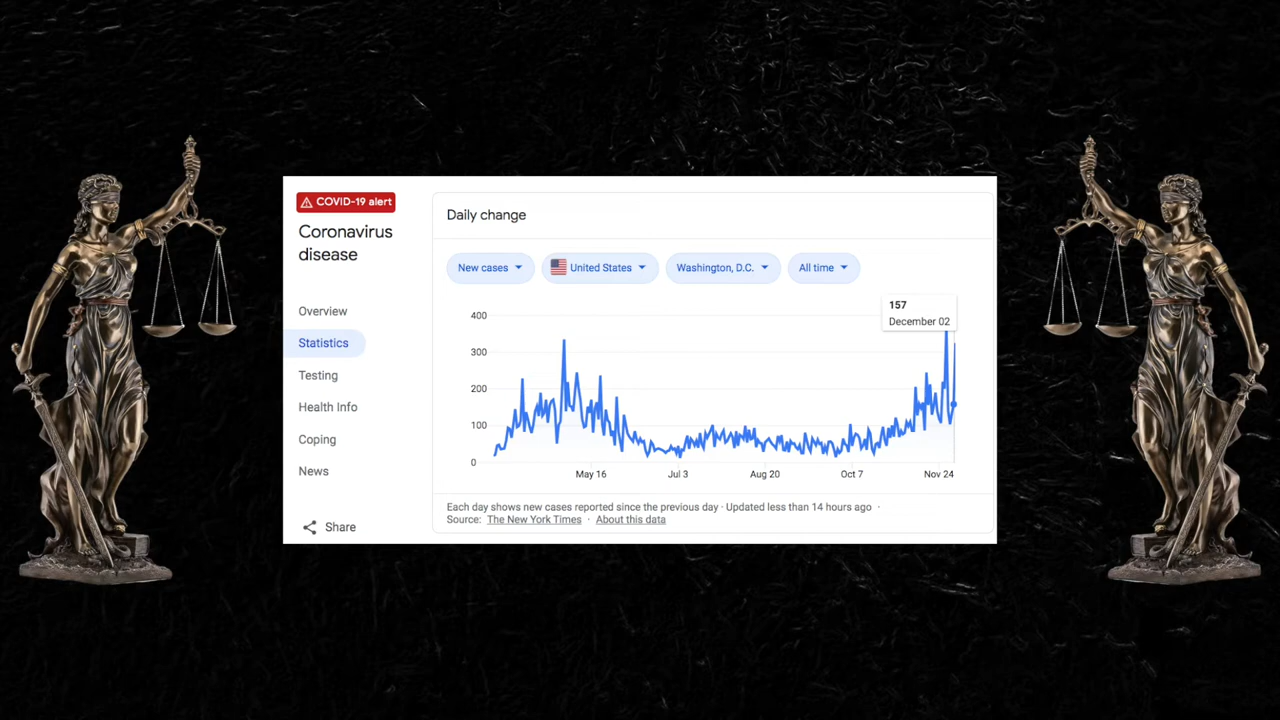 COVID-19 alert
Coronavirus
disease
Overview
Statistics
Testing
Health Info
Coping
News
Share
Daily change
New cases
United States
Washington, D.C.
All time
157
December 02
400
300
200
100
0
May 16
Jul 3
Aug 20
Oct 7
Nov 24
Each day shows new cases reported since the previous day · Updated less than 14 hours ago ·
Source: The New York Times · About this data